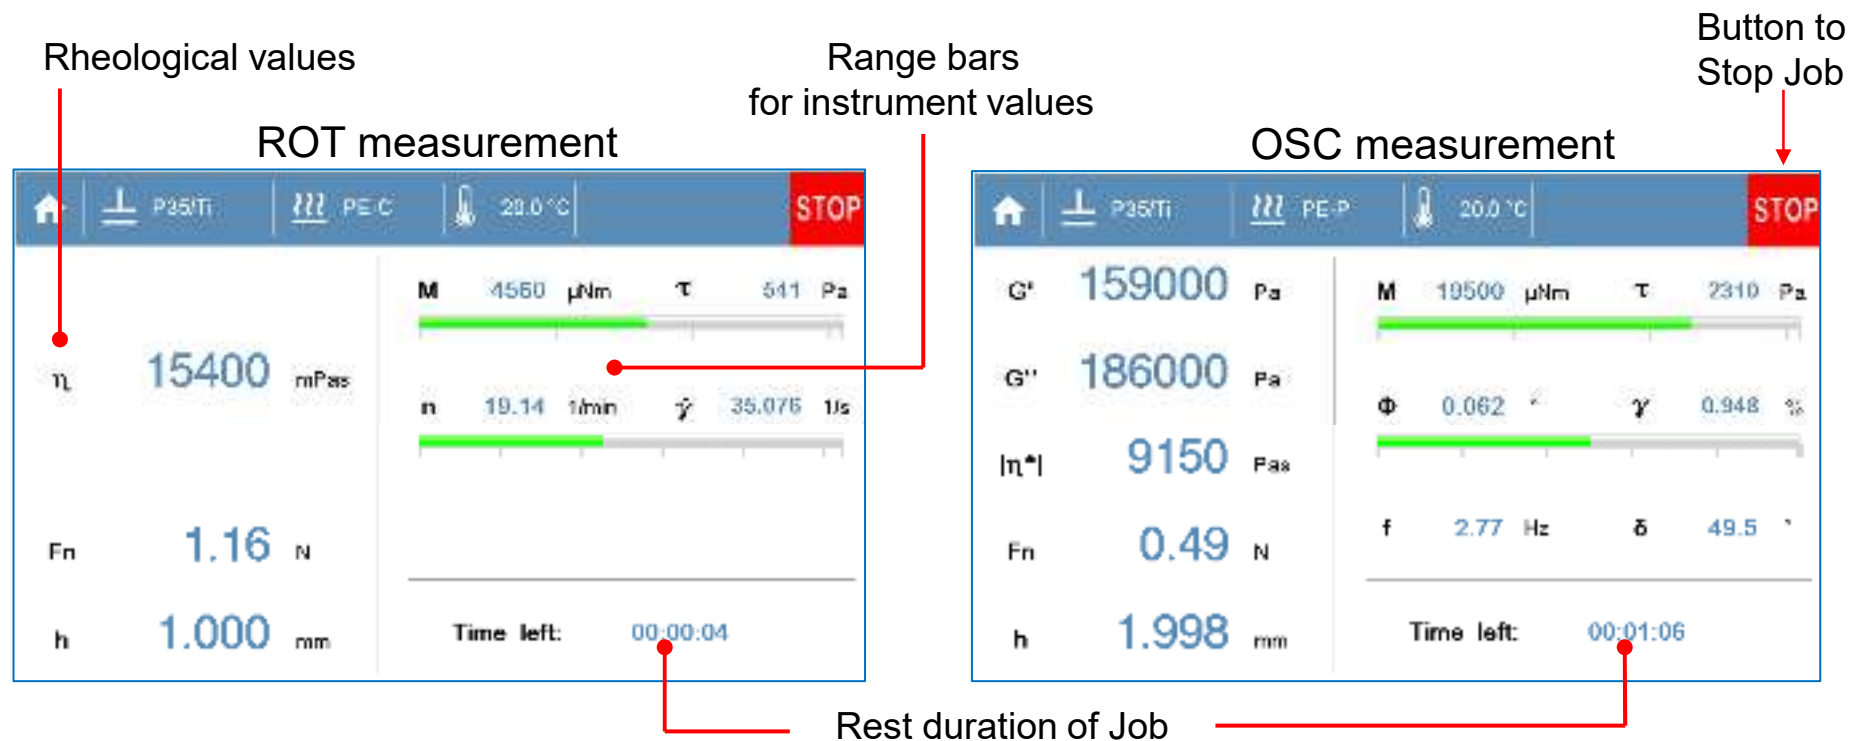 Button to
Stop Job
Rheological values
Range bars
for instrument values
ROT measurement
OSC measurement
P35/Ti PE-C 20.0 °C STOP
M 4560 µNm τ 541 Pa
η 15400 mPas
n 19.14 1/min γ̇ 35.076 1/s
Fn 1.16 N
h 1.000 mm
Time left: 00:00:04
P35/Ti PE-P 20.0 °C STOP
G' 159000 Pa
M 19500 µNm τ 2310 Pa
G'' 186000 Pa
Φ 0.062 ° γ 0.948 %
|η*| 9150 Pas
f 2.77 Hz δ 49.5 °
Fn 0.49 N
h 1.998 mm
Time left: 00:01:06
Rest duration of Job